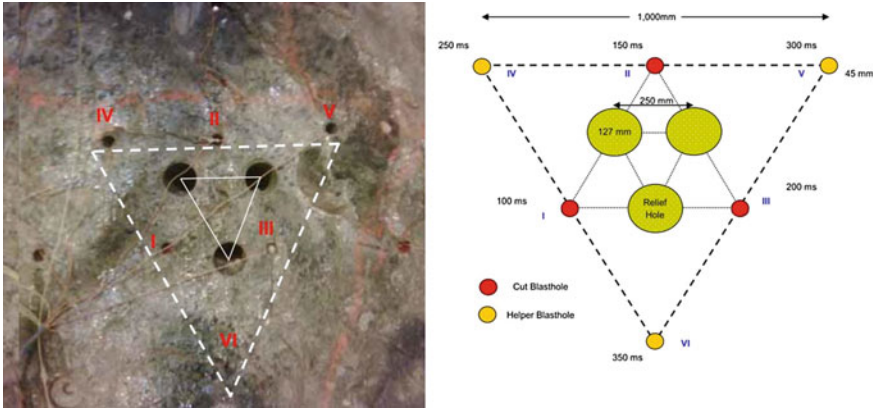 IV
II
V
I
III
VI
1,000mm
250 ms
150 ms
300 ms
IV
II
V
45 mm
250 mm
127 mm
100 ms
200 ms
I
Relief
Hole
III
Cut Blasthole
Helper Blasthole
350 ms
VI